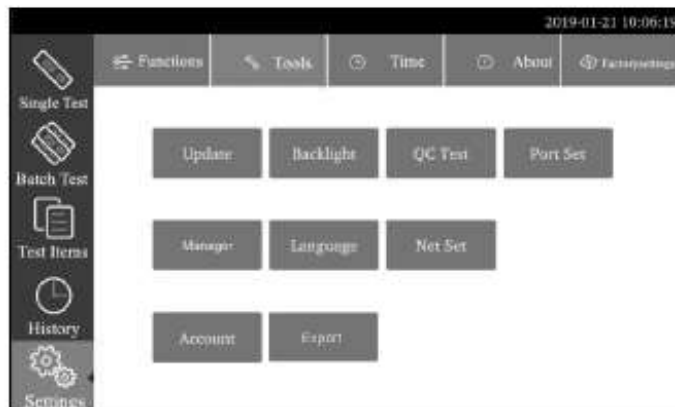 2019-01-21 10:06:19
Functions Tools Time About Factorysettings
Single Test
Batch Test
Test Items
History
Settings
Update Backlight QC Test Port Set
Manager Language Net Set
Account Export